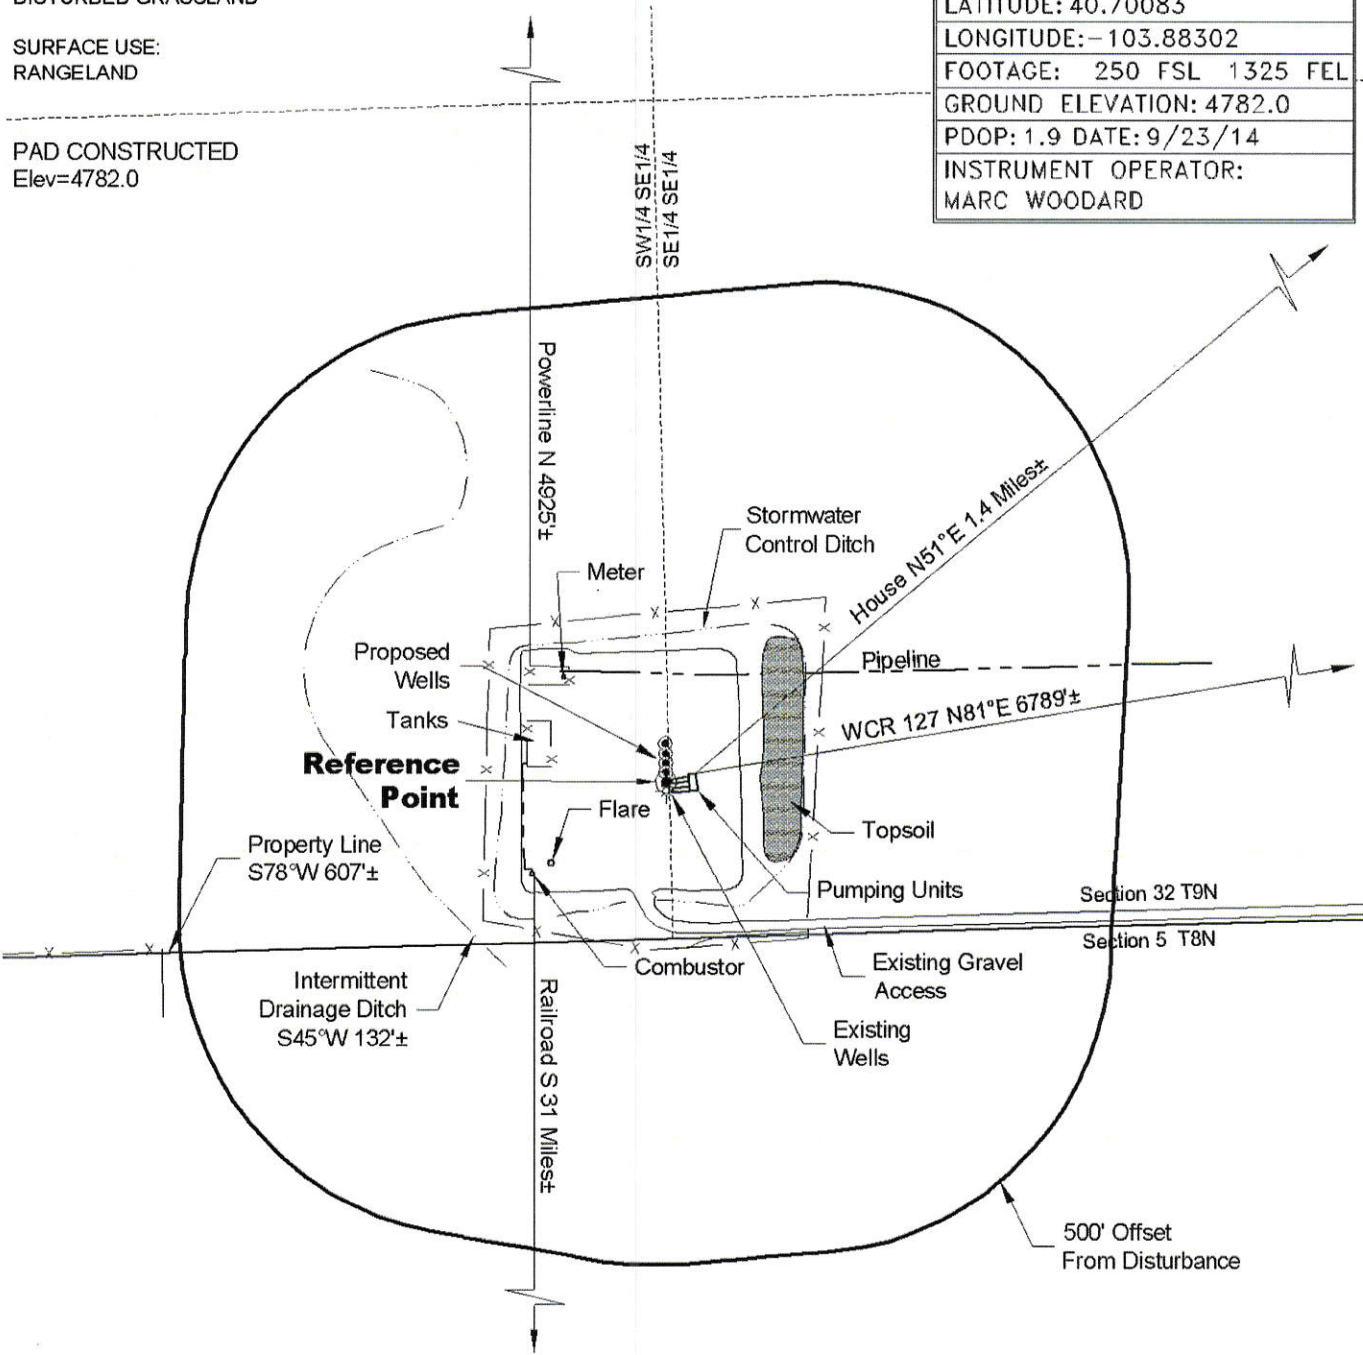 DISTURBED GRASSLAND
SURFACE USE:
RANGELAND
PAD CONSTRUCTED
Elev=4782.0
LATITUDE: 40.70083
LONGITUDE:-103.88302
FOOTAGE: 250 FSL 1325 FEL
GROUND ELEVATION: 4782.0
PDOP: 1.9 DATE: 9/23/14
INSTRUMENT OPERATOR:
MARC WOODARD
SW1/4 SE1/4
SE1/4 SE1/4
Powerline N 4925'±
House N51°E 1.4 Miles±
Stormwater
Control Ditch
Meter
Proposed
Wells
Pipeline
Tanks
WCR 127 N81°E 6789'±
Reference
Point
Flare
Topsoil
Property Line
S78°W 607'±
Pumping Units
Section 32 T9N
Section 5 T8N
Combustor
Existing Gravel
Access
Intermittent
Drainage Ditch
S45°W 132'±
Existing
Wells
Railroad S 31 Miles±
500' Offset
From Disturbance